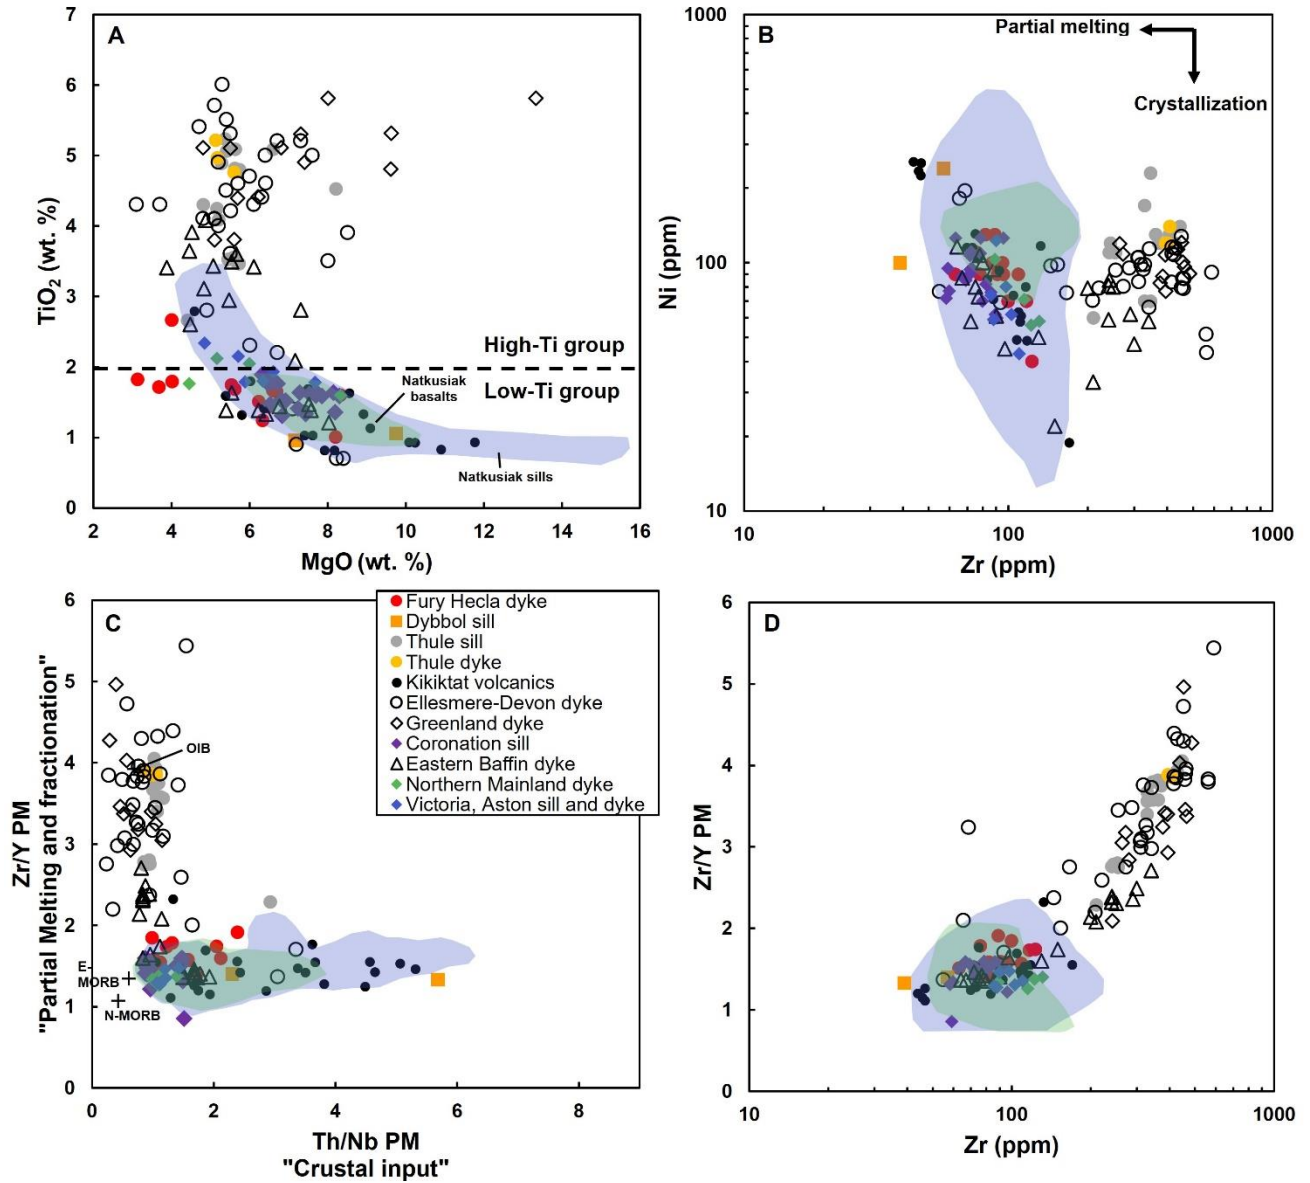 A
7
6
5
4
3
2
1
0
TiO2 (wt. %)
High-Ti group
Low-Ti group
Natkusiak
basalts
Natkusiak sills
2 4 6 8 10 12 14 16
MgO (wt. %)
B
1000
100
10
Ni (ppm)
Partial melting
Crystallization
10 100 1000
Zr (ppm)
C
6
5
4
3
2
1
0
Zr/Y PM
"Partial Melting and fractionation"
OIB
E-
MORB
N-MORB
0 2 4 6 8
Th/Nb PM
"Crustal input"
Fury Hecla dyke
Dybbol sill
Thule sill
Thule dyke
Kikiktat volcanics
Ellesmere-Devon dyke
Greenland dyke
Coronation sill
Eastern Baffin dyke
Northern Mainland dyke
Victoria, Aston sill and dyke
D
6
5
4
3
2
1
0
Zr/Y PM
10 100 1000
Zr (ppm)